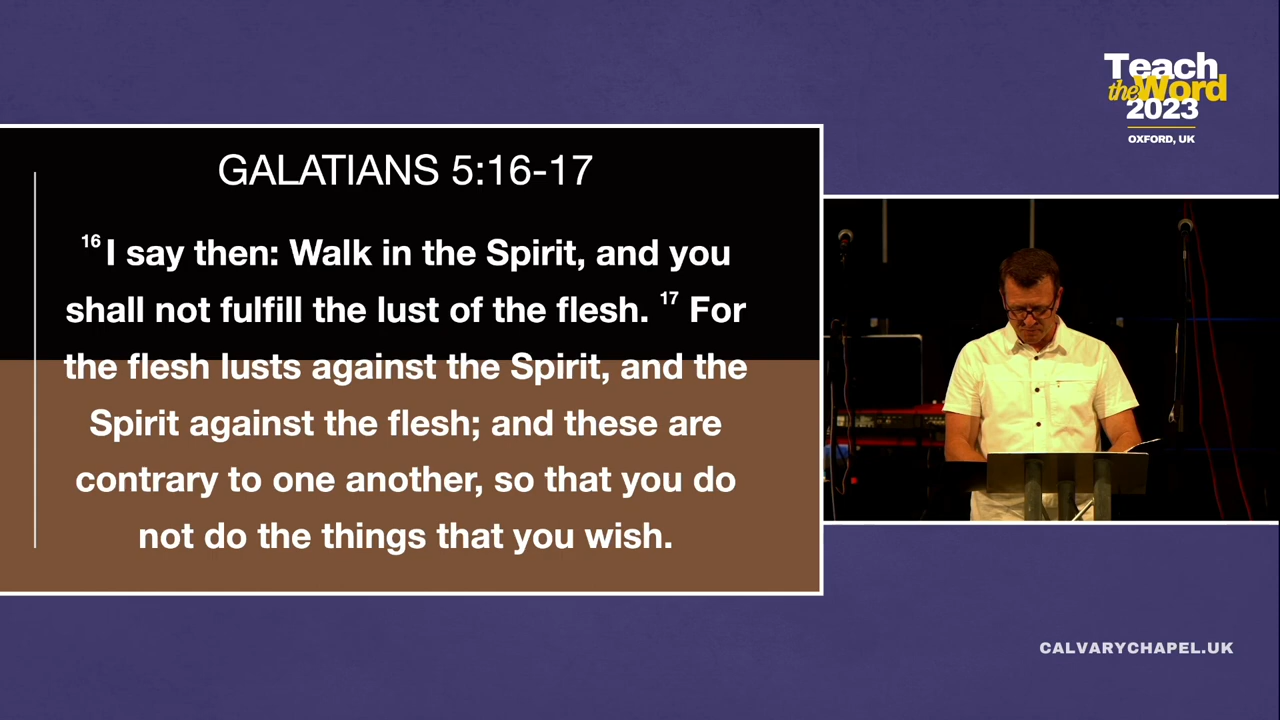 Teach
the Word
2023
OXFORD, UK
GALATIANS 5:16-17
16 I say then: Walk in the Spirit, and you
shall not fulfill the lust of the flesh. 17 For
the flesh lusts against the Spirit, and the
Spirit against the flesh; and these are
contrary to one another, so that you do
not do the things that you wish.
CALVARYCHAPEL.UK